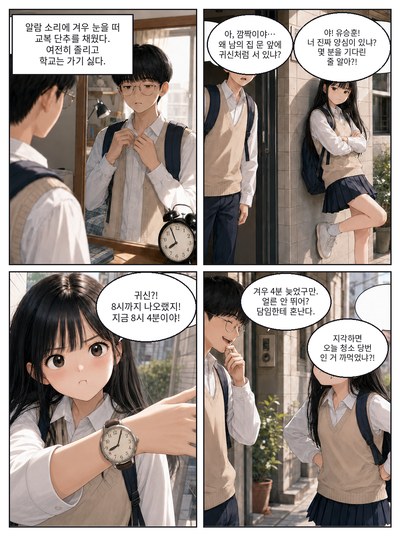 알람 소리에 겨우 눈을 떠
교복 단추를 채웠다.
여전히 졸리고
학교는 가기 싫다.
아, 깜짝이야…
왜 남의 집 문 앞에
귀신처럼 서 있냐?
야! 유승훈!
너 진짜 양심이 있냐?
몇 분을 기다린
줄 알아?!
귀신?!
8시까지 나오랬지!
지금 8시 4분이야!
겨우 4분 늦었구만.
얼른 안 뛰어?
담임한테 혼난다.
지각하면
오늘 청소 당번
인 거 까먹었냐?!